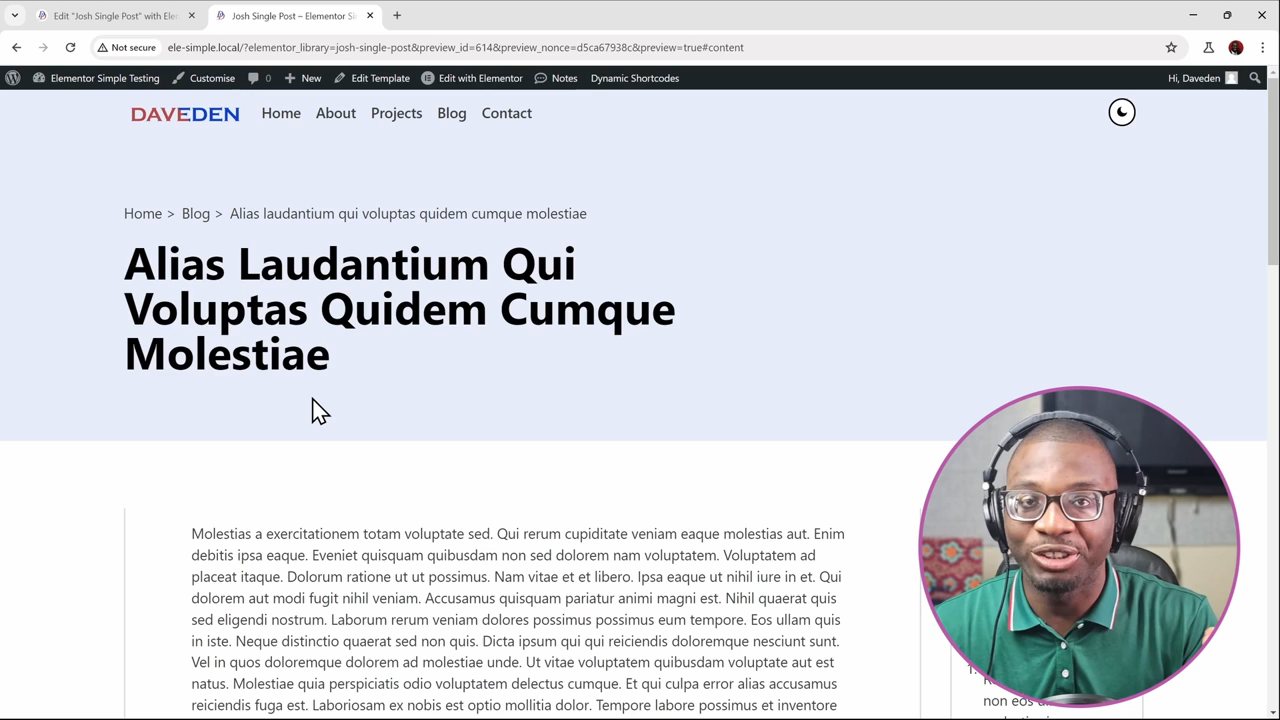 Edit "Josh Single Post" with Ele
Josh Single Post – Elementor Si
Not secure
ele-simple.local/?elementor_library=josh-single-post&preview_id=614&preview_nonce=d5ca67938c&preview=true#content
Elementor Simple Testing Customise 0 New Edit Template Edit with Elementor Notes Dynamic Shortcodes Hi, Daveden
DAVEDEN Home About Projects Blog Contact
Home > Blog > Alias laudantium qui voluptas quidem cumque molestiae
Alias Laudantium Qui
Voluptas Quidem Cumque
Molestiae
Molestias a exercitationem totam voluptate sed. Qui rerum cupiditate veniam eaque molestias aut. Enim
debitis ipsa eaque. Eveniet quisquam quibusdam non sed dolorem nam voluptatem. Voluptatem ad
placeat itaque. Dolorum ratione ut ut possimus. Nam vitae et et libero. Ipsa eaque ut nihil iure in et. Qui
dolorem aut modi fugit nihil veniam. Accusamus quisquam pariatur animi magni est. Nihil quaerat quis
sed eligendi nostrum. Laborum rerum veniam dolores possimus possimus eum tempore. Eos ullam quis
in iste. Neque distinctio quaerat sed non quis. Dicta ipsum qui qui reiciendis doloremque nesciunt sunt.
Vel in quos doloremque dolorem ad molestiae unde. Ut vitae voluptatem quibusdam voluptate aut est
natus. Molestiae quia perspiciatis odio voluptatem delectus cumque. Et qui culpa error alias accusamus
reiciendis fuga est. Laboriosam ex nobis est optio mollitia dolor. Tempore labore possimus et inventore
non eos